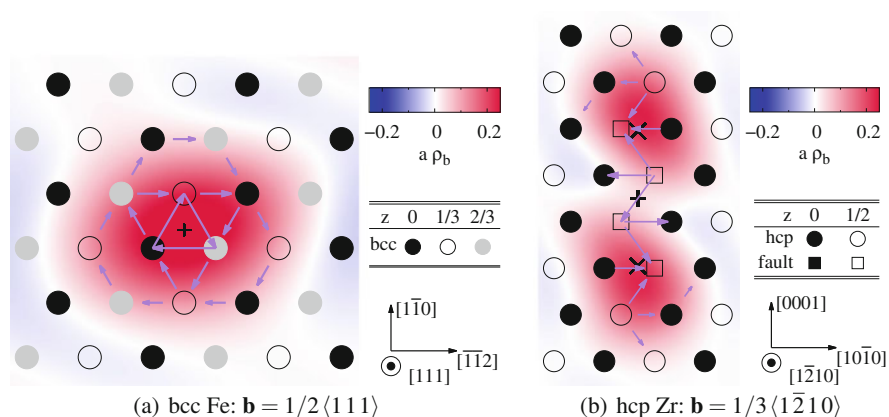 −0.2 0 0.2
a ρ_b
z 0 1/3 2/3
bcc
[11̄0]
[1̄1̄2]
[111]
(a) bcc Fe: b = 1/2⟨111⟩
−0.2 0 0.2
a ρ_b
z 0 1/2
hcp
fault
[0001]
[101̄0]
[12̄10]
(b) hcp Zr: b = 1/3⟨12̄10⟩